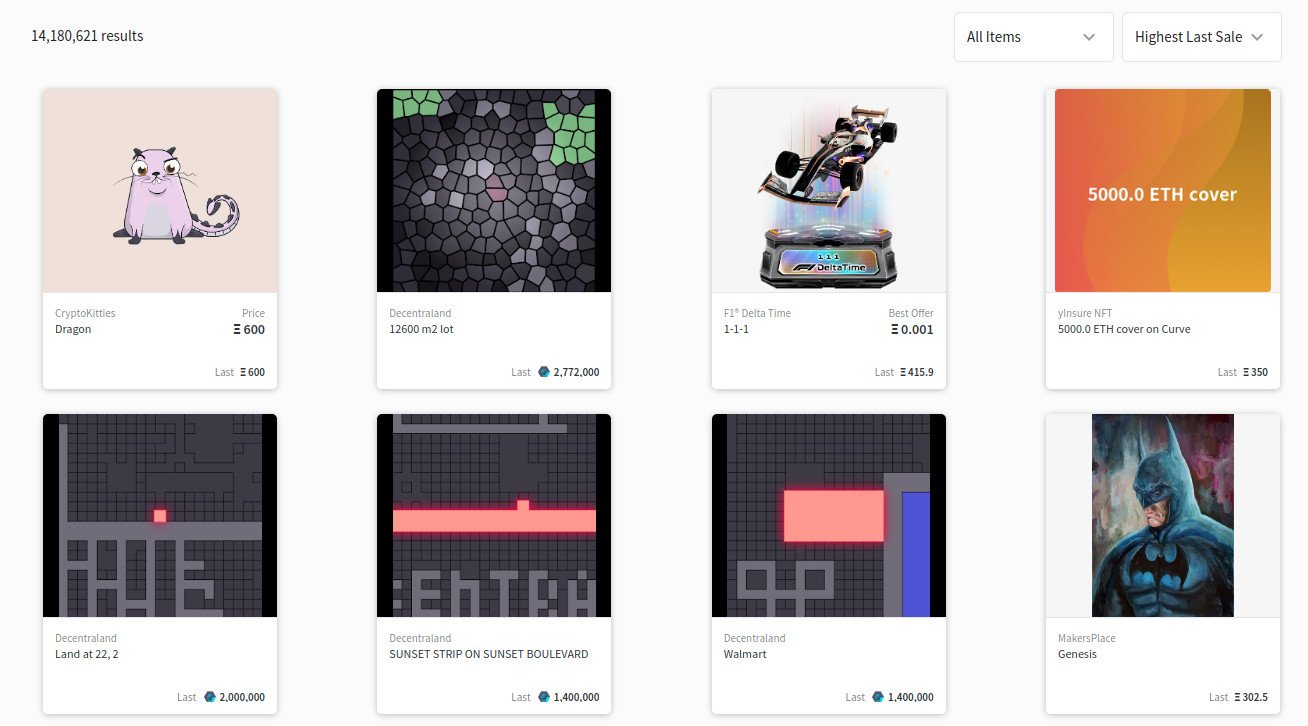 14,180,621 results
All Items
Highest Last Sale
5000.0 ETH cover
1-1-1
F1 DeltaTime
CryptoKitties Price
Dragon Ξ 600
Last Ξ 600
Decentraland
12600 m2 lot
Last 2,772,000
F1® Delta Time Best Offer
1-1-1 Ξ 0.001
Last Ξ 415.9
yInsure NFT
5000.0 ETH cover on Curve
Last Ξ 350
Decentraland
Land at 22, 2
Last 2,000,000
Decentraland
SUNSET STRIP ON SUNSET BOULEVARD
Last 1,400,000
Decentraland
Walmart
Last 1,400,000
MakersPlace
Genesis
Last Ξ 302.5